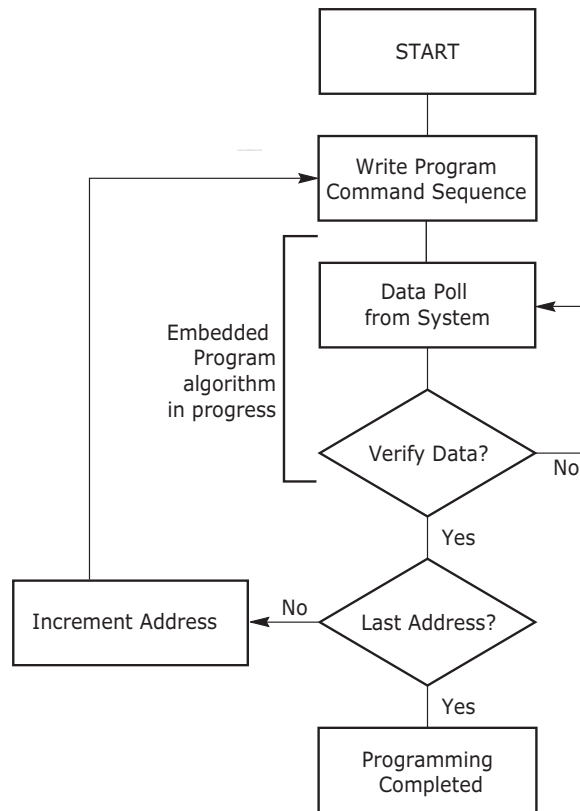 START
Write Program
Command Sequence
Data Poll
from System
Embedded
Program
algorithm
in progress
Verify Data?
No
Yes
Last Address?
No
Increment Address
Yes
Programming
Completed